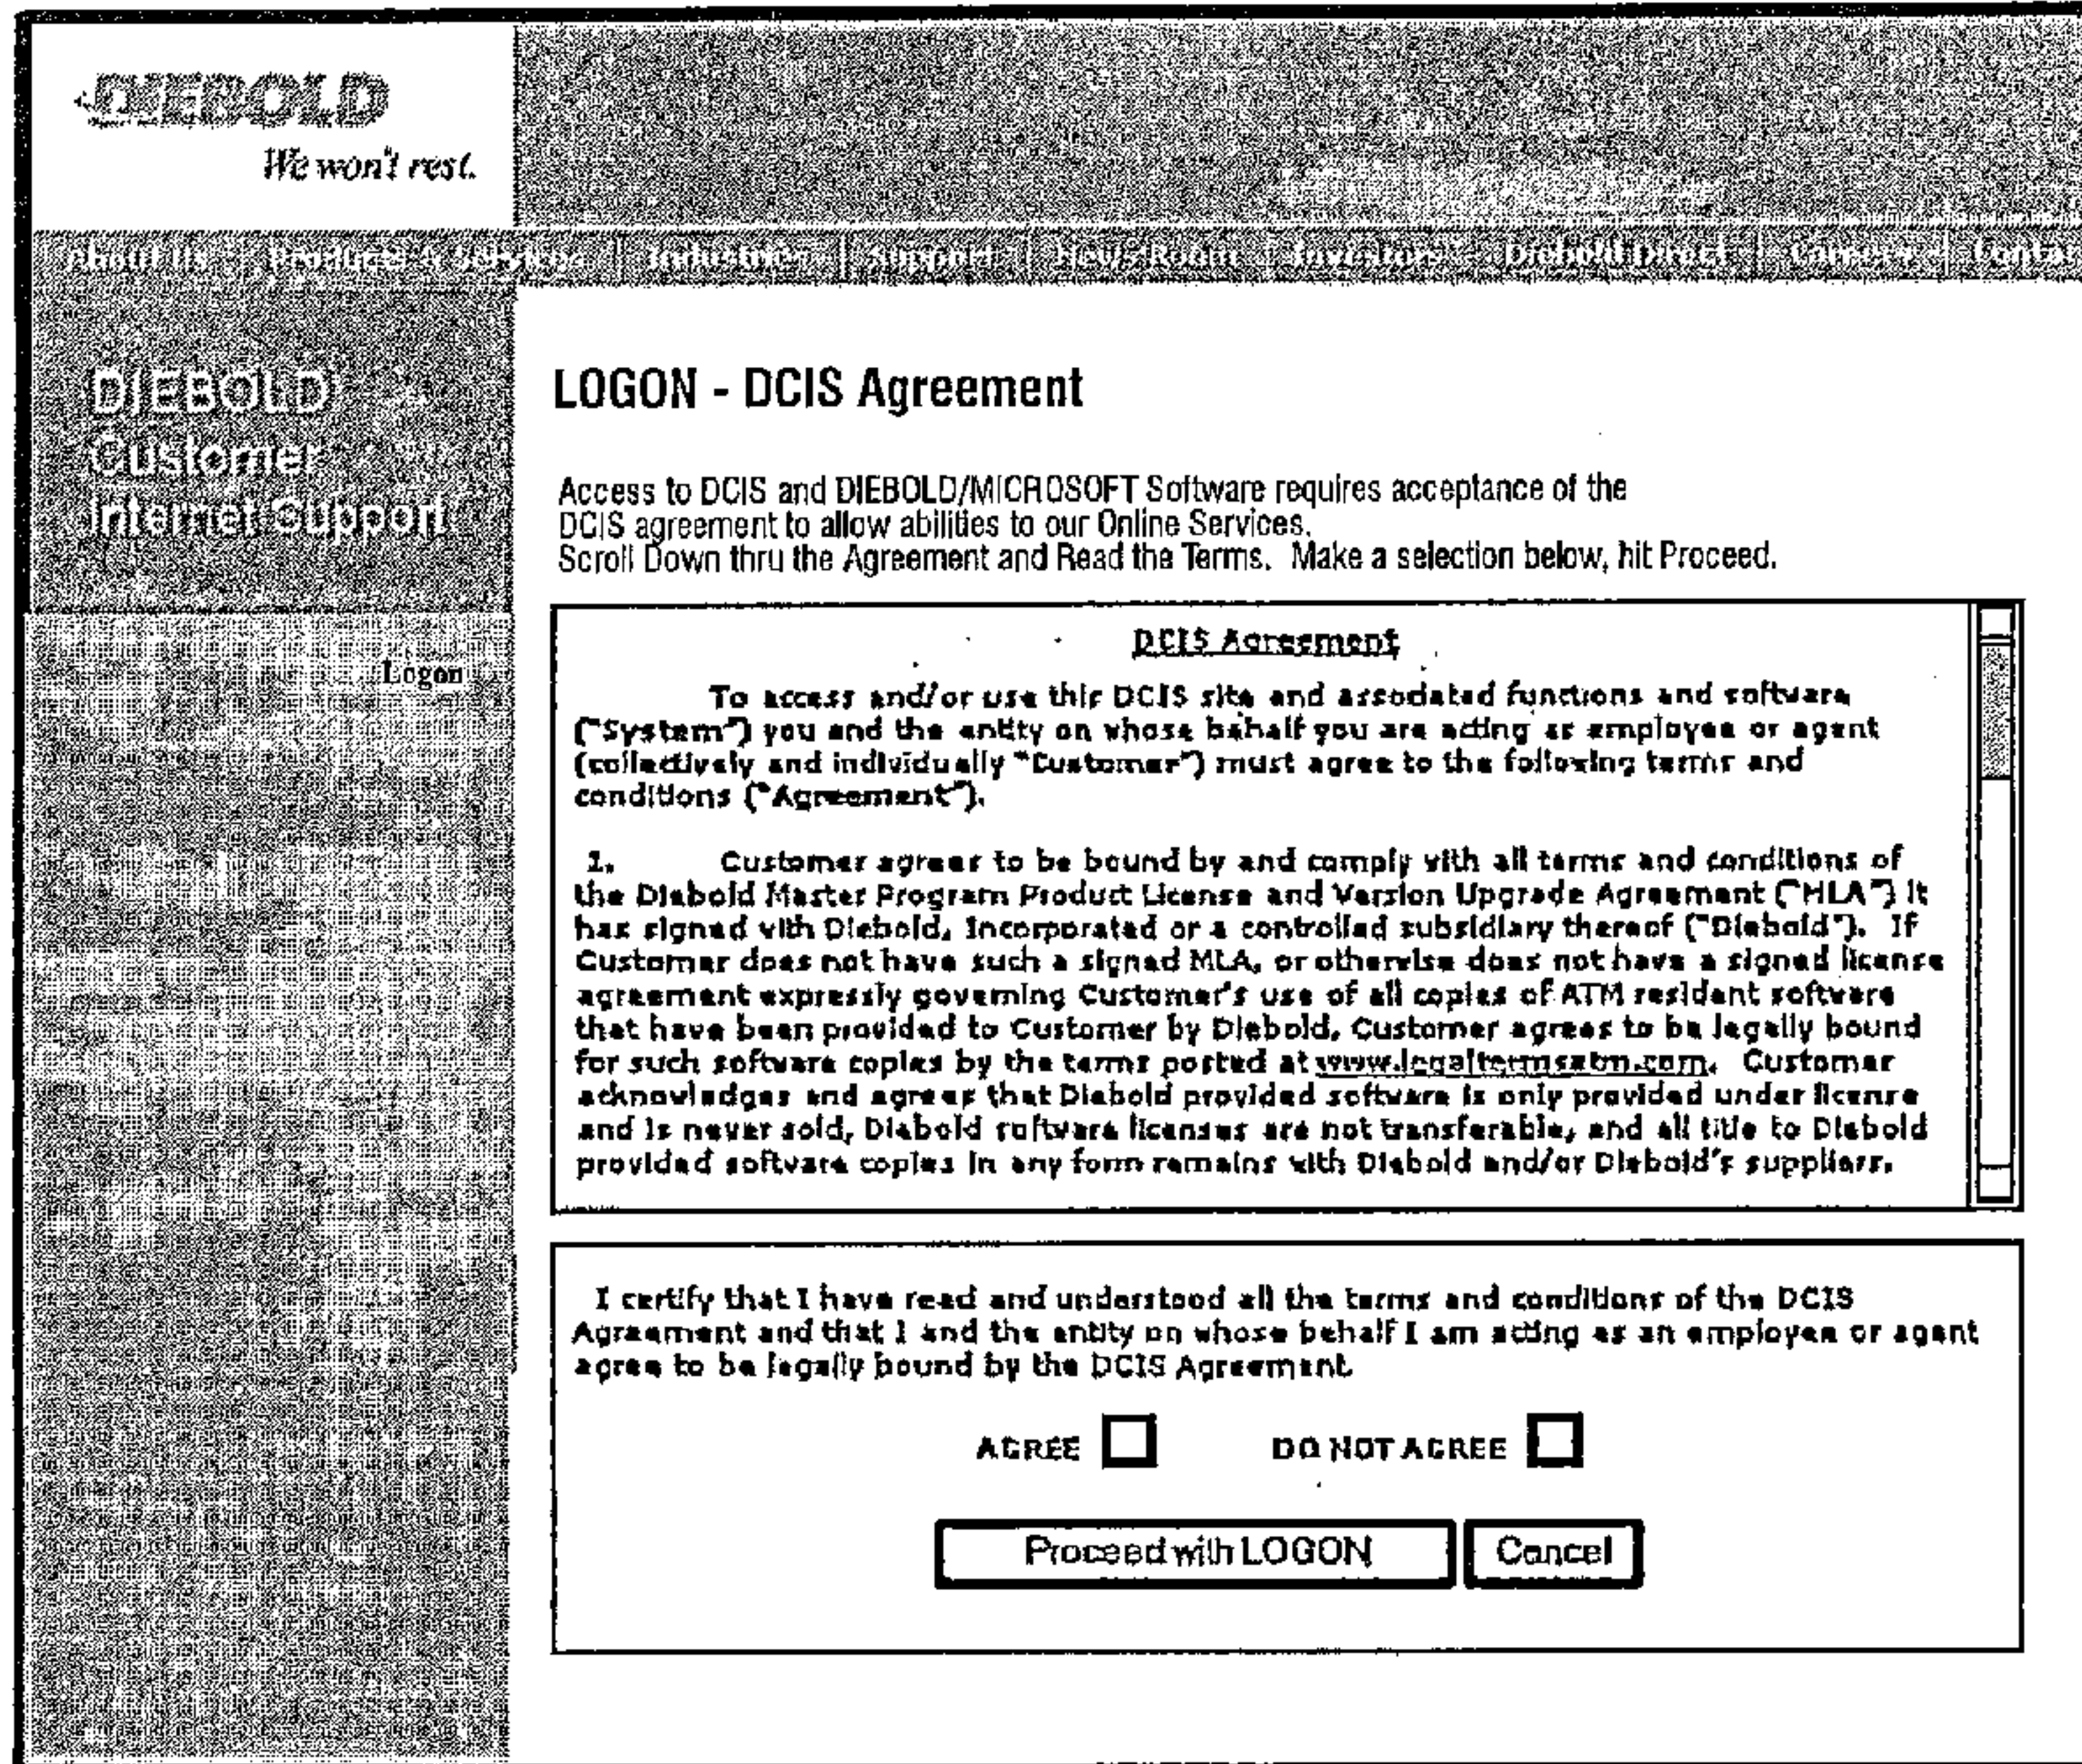 DIEBOLD
We won't rest.
About Us | Products & Services | Industries | Support | News Room | Investors | Diebold Direct | Careers | Contac
DIEBOLD
Customer
Internet Support
Logon
LOGON - DCIS Agreement
Access to DCIS and DIEBOLD/MICROSOFT Software requires acceptance of the
DCIS agreement to allow abilities to our Online Services.
Scroll Down thru the Agreement and Read the Terms. Make a selection below, hit Proceed.
DCIS Agreement
To access and/or use this DCIS site and associated functions and software
("System") you and the entity on whose behalf you are acting as employee or agent
(collectively and individually "Customer") must agree to the following terms and
conditions ("Agreement").
1. Customer agrees to be bound by and comply with all terms and conditions of
the Diebold Master Program Product License and Version Upgrade Agreement ("MLA") it
has signed with Diebold, Incorporated or a controlled subsidiary thereof ("Diebold"). If
Customer does not have such a signed MLA, or otherwise does not have a signed license
agreement expressly governing Customer's use of all copies of ATM resident software
that have been provided to Customer by Diebold, Customer agrees to be legally bound
for such software copies by the terms posted at www.legaltermsatm.com. Customer
acknowledges and agrees that Diebold provided software is only provided under license
and is never sold, Diebold software licenses are not transferable, and all title to Diebold
provided software copies in any form remains with Diebold and/or Diebold's suppliers.
I certify that I have read and understood all the terms and conditions of the DCIS
Agreement and that I and the entity on whose behalf I am acting as an employee or agent
agree to be legally bound by the DCIS Agreement.
AGREE DO NOT AGREE
Proceed with LOGON Cancel